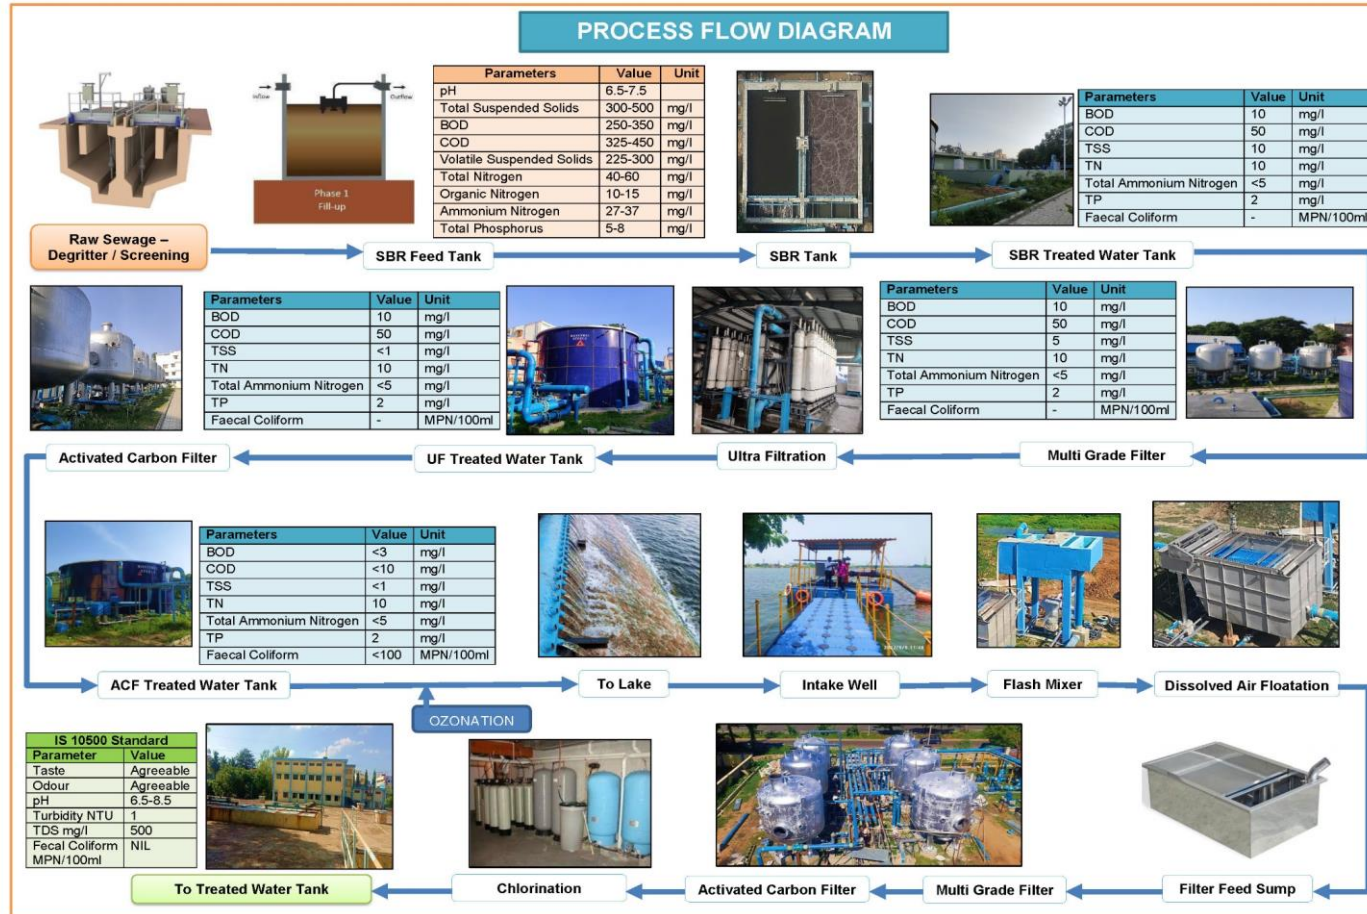 PROCESS FLOW DIAGRAM
Inflow
Outflow
Phase 1
Fill-up
Parameters Value Unit
pH 6.5-7.5
Total Suspended Solids 300-500 mg/l
BOD 250-350 mg/l
COD 325-450 mg/l
Volatile Suspended Solids 225-300 mg/l
Total Nitrogen 40-60 mg/l
Organic Nitrogen 10-15 mg/l
Ammonium Nitrogen 27-37 mg/l
Total Phosphorus 5-8 mg/l
Parameters Value Unit
BOD 10 mg/l
COD 50 mg/l
TSS 10 mg/l
TN 10 mg/l
Total Ammonium Nitrogen <5 mg/l
TP 2 mg/l
Faecal Coliform - MPN/100ml
Raw Sewage –
Degritter / Screening
SBR Feed Tank
SBR Tank
SBR Treated Water Tank
Parameters Value Unit
BOD 10 mg/l
COD 50 mg/l
TSS <1 mg/l
TN 10 mg/l
Total Ammonium Nitrogen <5 mg/l
TP 2 mg/l
Faecal Coliform - MPN/100ml
Parameters Value Unit
BOD 10 mg/l
COD 50 mg/l
TSS 5 mg/l
TN 10 mg/l
Total Ammonium Nitrogen <5 mg/l
TP 2 mg/l
Faecal Coliform - MPN/100ml
Activated Carbon Filter
UF Treated Water Tank
Ultra Filtration
Multi Grade Filter
Parameters Value Unit
BOD <3 mg/l
COD <10 mg/l
TSS <1 mg/l
TN 10 mg/l
Total Ammonium Nitrogen <5 mg/l
TP 2 mg/l
Faecal Coliform <100 MPN/100ml
ACF Treated Water Tank
To Lake
Intake Well
Flash Mixer
Dissolved Air Floatation
OZONATION
IS 10500 Standard
Parameter Value
Taste Agreeable
Odour Agreeable
pH 6.5-8.5
Turbidity NTU 1
TDS mg/l 500
Fecal Coliform NIL
MPN/100ml
To Treated Water Tank
Chlorination
Activated Carbon Filter
Multi Grade Filter
Filter Feed Sump